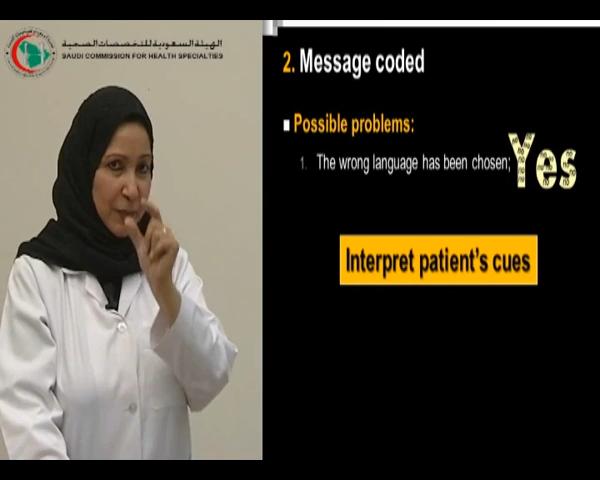 الهيئة السعودية للتخصصات الصحية
SAUDI COMMISSION FOR HEALTH SPECIALTIES
2. Message coded
Possible problems:
1. The wrong language has been chosen;
Yes
Interpret patient's cues